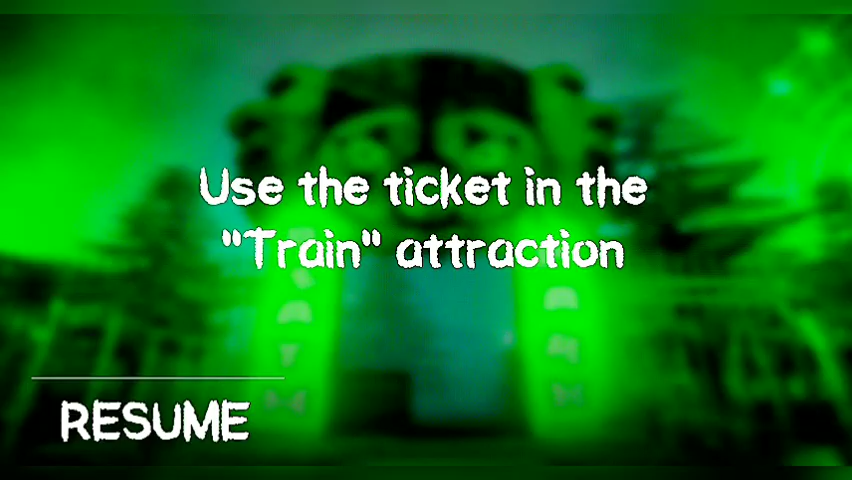 Use the ticket in the
"Train" attraction
RESUME